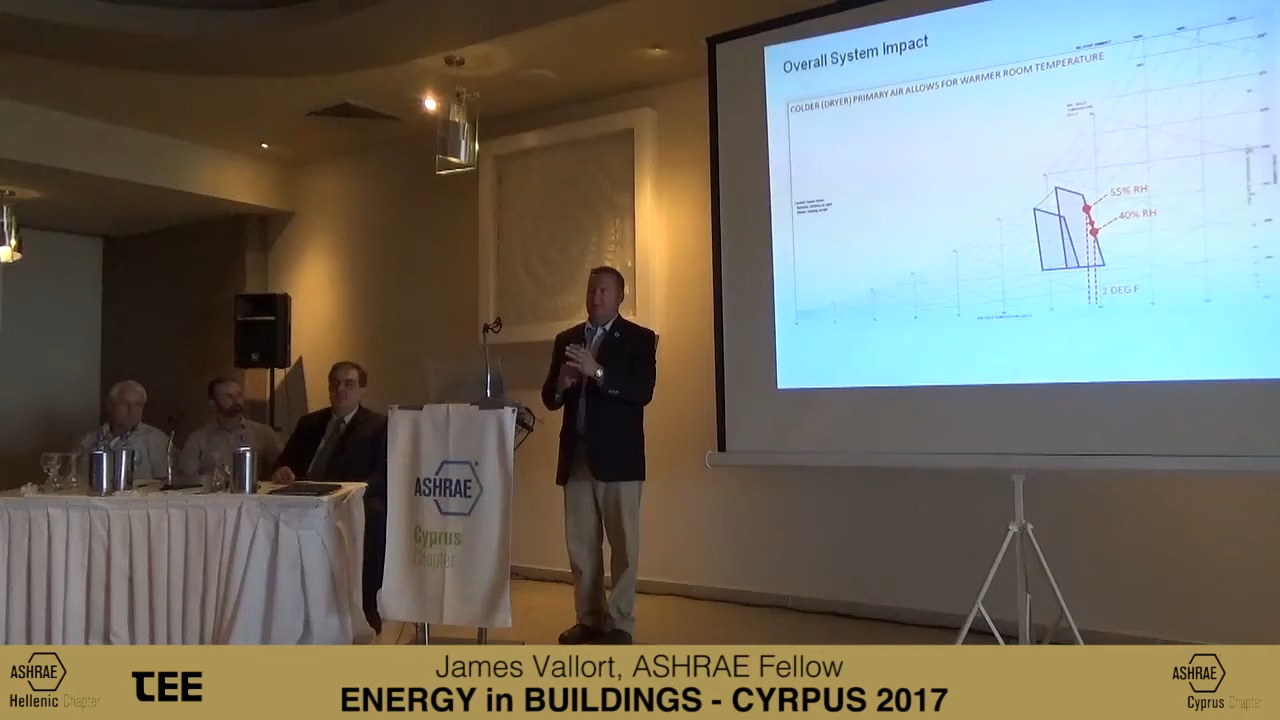 Overall System Impact
COLDER (DRYER) PRIMARY AIR ALLOWS FOR WARMER ROOM TEMPERATURE
55% RH
40% RH
2 DEG F
ASHRAE
Cyprus
Chapter
James Vallort, ASHRAE Fellow
ENERGY in BUILDINGS - CYRPUS 2017
ASHRAE
Hellenic Chapter
TEE
ASHRAE
Cyprus Chapter